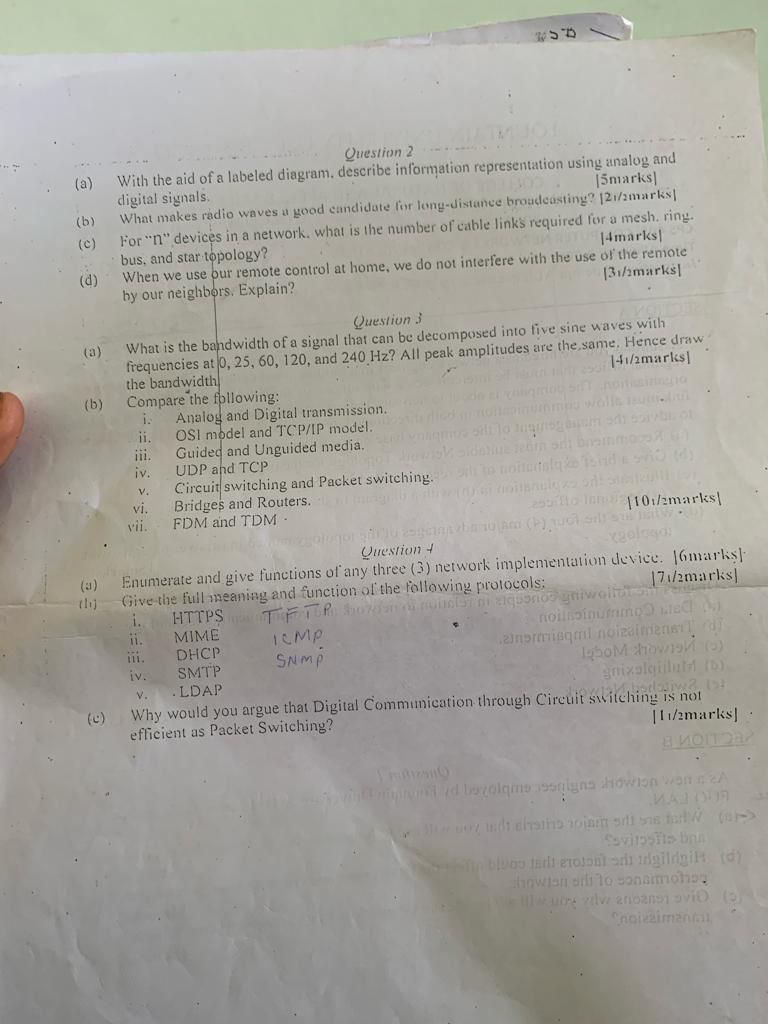 Question 2
(a) With the aid of a labeled diagram, describe information representation using analog and
digital signals. [5marks]
(b) What makes radio waves a good candidate for long-distance broadcasting? [21/2marks]
(c) For "n" devices in a network, what is the number of cable links required for a mesh, ring,
bus, and star topology? [4marks]
(d) When we use our remote control at home, we do not interfere with the use of the remote
by our neighbors. Explain? [31/2marks]
Question 3
(a) What is the bandwidth of a signal that can be decomposed into five sine waves with
frequencies at 0, 25, 60, 120, and 240 Hz? All peak amplitudes are the same. Hence draw
the bandwidth [41/2marks]
(b) Compare the following:
i. Analog and Digital transmission.
ii. OSI model and TCP/IP model.
iii. Guided and Unguided media.
iv. UDP and TCP
v. Circuit switching and Packet switching.
vi. Bridges and Routers. [101/2marks]
vii. FDM and TDM
Question 4
(a) Enumerate and give functions of any three (3) network implementation device. [6marks]
(b) Give the full meaning and function of the following protocols: [71/2marks]
i. HTTPS TFTP
ii. MIME ICMP
iii. DHCP SNMP
iv. SMTP
v. LDAP
(c) Why would you argue that Digital Communication through Circuit switching is not
efficient as Packet Switching? [11/2marks]